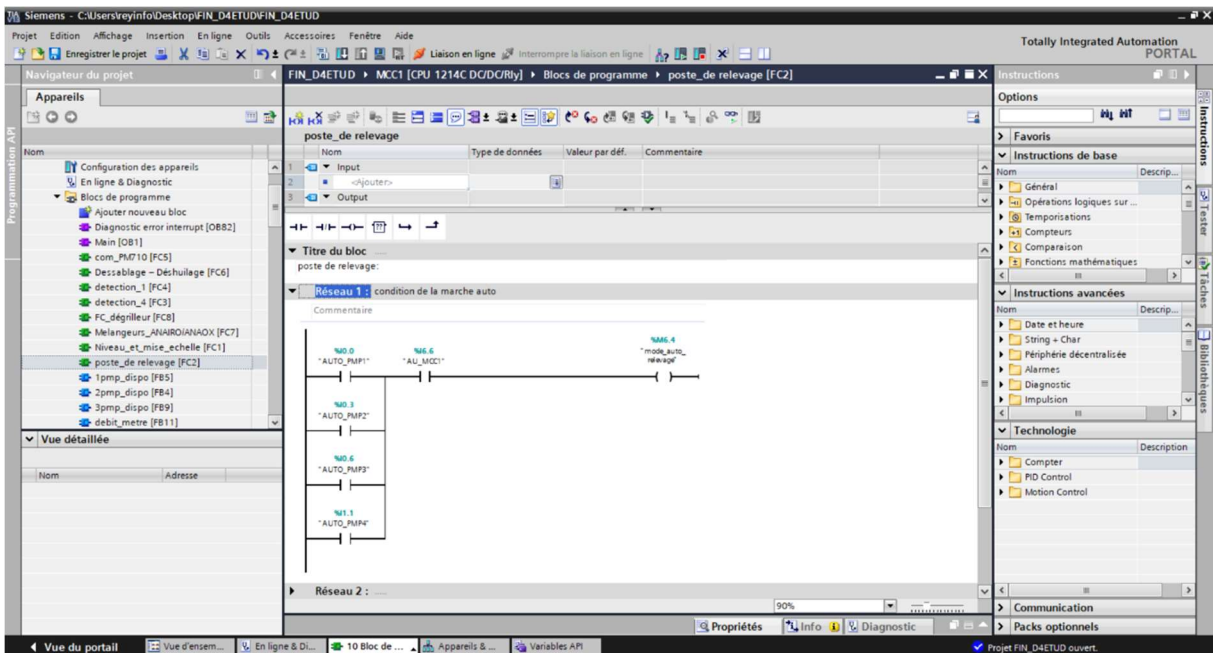 Siemens - C:\Users\reyinfo\Desktop\FIN_D4ETUD\FIN_D4ETUD
Projet Edition Affichage Insertion En ligne Outils Accessoires Fenêtre Aide
Totally Integrated Automation
PORTAL
Enregistrer le projet
Liaison en ligne
Interrompre la liaison en ligne
Navigateur du projet
FIN_D4ETUD ▸ MCC1 [CPU 1214C DC/DC/Rly] ▸ Blocs de programme ▸ poste_de relevage [FC2]
Instructions
Appareils
Options
Programmation API
poste_de relevage
Nom
Configuration des appareils
En ligne & Diagnostic
Blocs de programme
Ajouter nouveau bloc
Diagnostic error interrupt [OB82]
Main [OB1]
com_PM710 [FC5]
Dessablage – Déshuilage [FC6]
detection_1 [FC4]
detection_4 [FC3]
FC_dégrilleur [FC8]
Melangeurs_ANAIRO/ANAOX [FC7]
Niveau_et_mise_echelle [FC1]
poste_de relevage [FC2]
1pmp_dispo [FB5]
2pmp_dispo [FB4]
3pmp_dispo [FB9]
debit_metre [FB11]
Vue détaillée
Nom Adresse
Nom Type de données Valeur par déf. Commentaire
1 Input
2 <Ajouter>
3 Output
Titre du bloc
poste de relevage:
Réseau 1 : condition de la marche auto
Commentaire
%I0.0
"AUTO_PMP1"
%I6.6
"AU_MCC1"
%M6.4
"mode_auto_
relevage"
%I0.3
"AUTO_PMP2"
%I0.6
"AUTO_PMP3"
%I1.1
"AUTO_PMP4"
Réseau 2 :
90%
Propriétés Info Diagnostic
Favoris
Instructions de base
Nom Descrip...
Général
Opérations logiques sur ...
Temporisations
Compteurs
Comparaison
Fonctions mathématiques
Instructions avancées
Nom Descrip...
Date et heure
String + Char
Périphérie décentralisée
Alarmes
Diagnostic
Impulsion
Technologie
Nom Description
Compter
PID Control
Motion Control
Communication
Packs optionnels
Instructions
Tester
Tâches
Bibliothèques
Vue du portail
Vue d'ensem...
En ligne & Di...
10 Bloc de ...
Appareils & ...
Variables API
Projet FIN_D4ETUD ouvert.